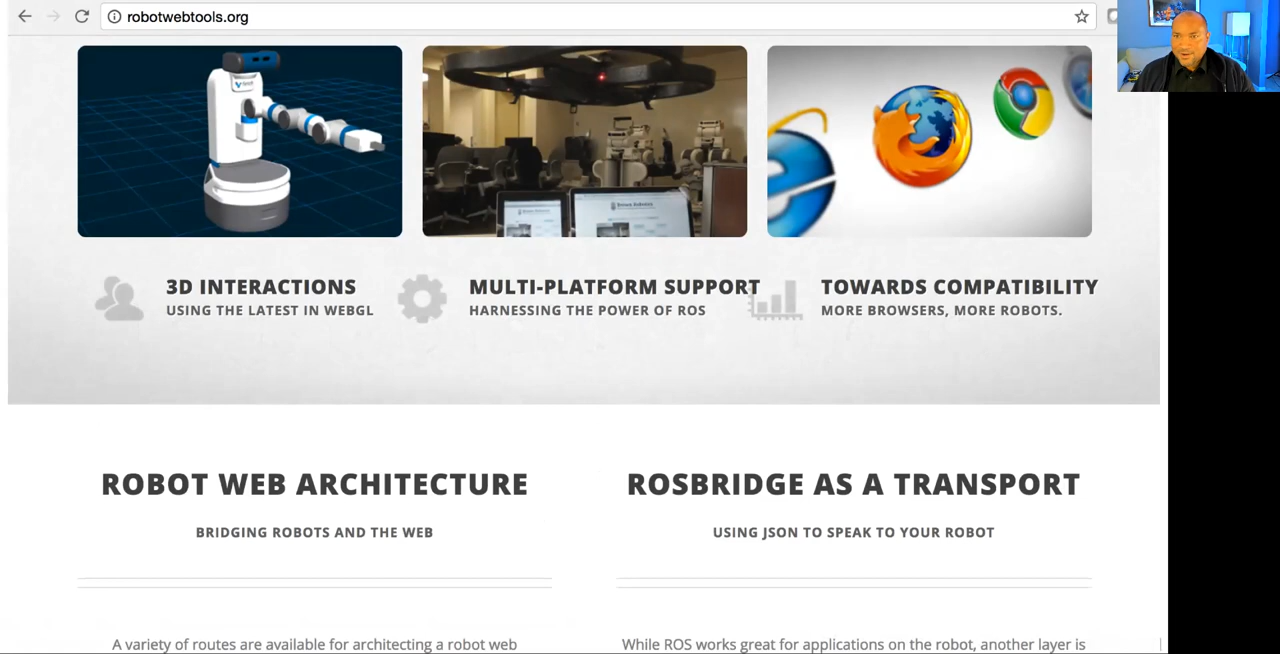 robotwebtools.org
fetch
3D INTERACTIONS
USING THE LATEST IN WEBGL
MULTI-PLATFORM SUPPORT
HARNESSING THE POWER OF ROS
TOWARDS COMPATIBILITY
MORE BROWSERS, MORE ROBOTS.
ROBOT WEB ARCHITECTURE
BRIDGING ROBOTS AND THE WEB
ROSBRIDGE AS A TRANSPORT
USING JSON TO SPEAK TO YOUR ROBOT
A variety of routes are available for architecting a robot web
While ROS works great for applications on the robot, another layer is